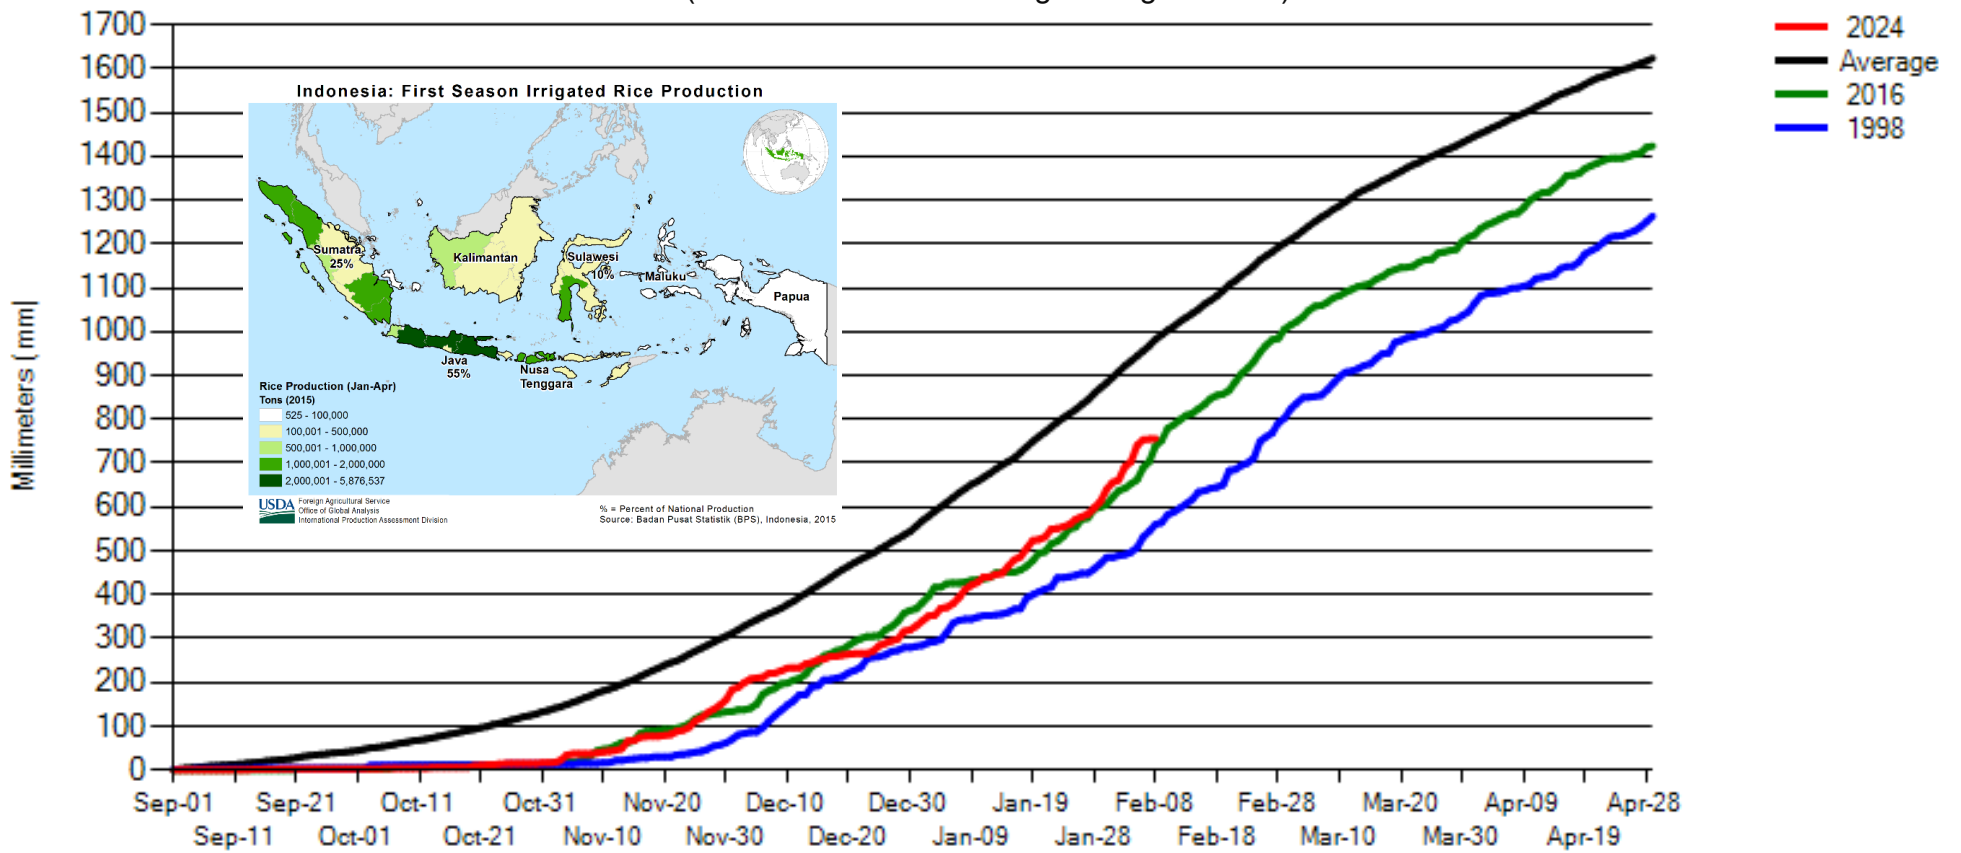 1700
1600
1500
1400
1300
1200
1100
1000
900
800
700
600
500
400
300
200
100
0
Millimeters (mm)
2024
Average
2016
1998
Indonesia: First Season Irrigated Rice Production
Sumatra
25%
Kalimantan
Sulawesi
10%
Maluku
Papua
Java
55%
Nusa
Tenggara
Rice Production (Jan-Apr)
Tons (2015)
525 - 100,000
100,001 - 500,000
500,001 - 1,000,000
1,000,001 - 2,000,000
2,000,001 - 5,876,537
USDA
Foreign Agricultural Service
Office of Global Analysis
International Production Assessment Division
% = Percent of National Production
Source: Badan Pusat Statistik (BPS), Indonesia, 2015
Sep-01 Sep-21 Oct-11 Oct-31 Nov-20 Dec-10 Dec-30 Jan-19 Feb-08 Feb-28 Mar-20 Apr-09 Apr-28
Sep-11 Oct-01 Oct-21 Nov-10 Nov-30 Dec-20 Jan-09 Jan-28 Feb-18 Mar-10 Mar-30 Apr-19